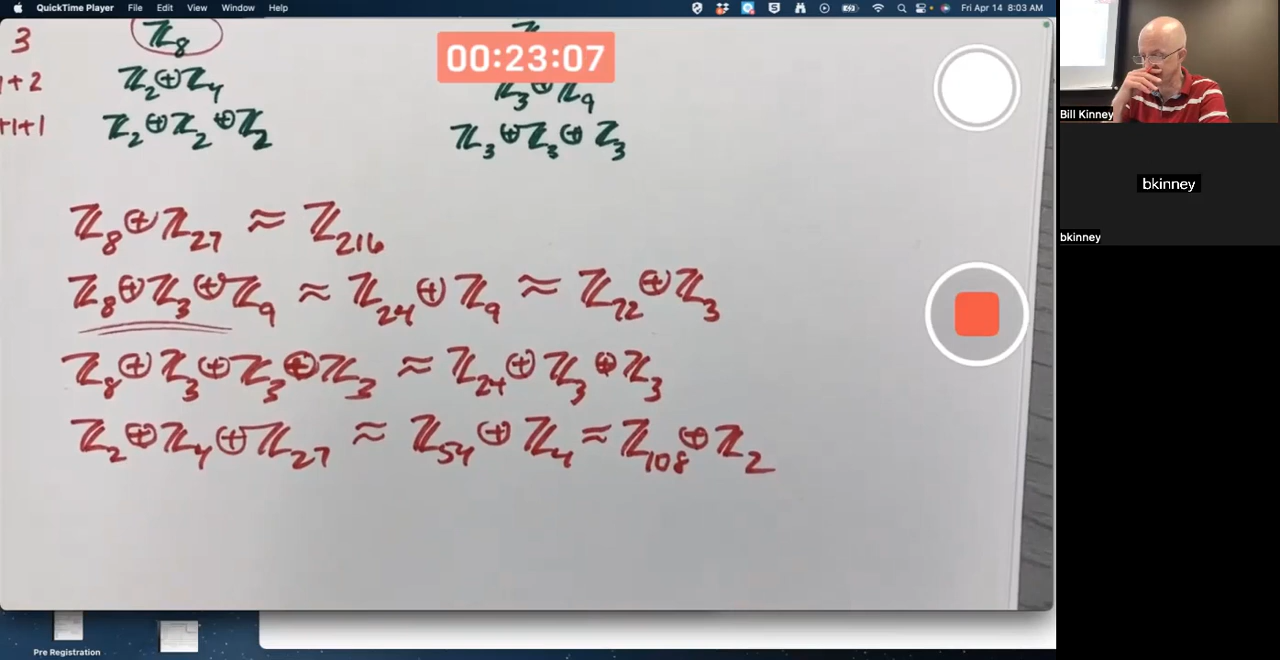 QuickTime Player File Edit View Window Help
Fri Apr 14 8:03 AM
00:23:07
3 ℤ₈
+2 ℤ₂⊕ℤ₄ ℤ₃⊕ℤ₉
+1+1 ℤ₂⊕ℤ₂⊕ℤ₂ ℤ₃⊕ℤ₃⊕ℤ₃
ℤ₈⊕ℤ₂₇ ≈ ℤ₂₁₆
ℤ₈⊕ℤ₃⊕ℤ₉ ≈ ℤ₂₄⊕ℤ₉ ≈ ℤ₇₂⊕ℤ₃
ℤ₈⊕ℤ₃⊕ℤ₃⊕ℤ₃ ≈ ℤ₂₄⊕ℤ₃⊕ℤ₃
ℤ₂⊕ℤ₄⊕ℤ₂₇ ≈ ℤ₅₄⊕ℤ₄ ≈ ℤ₁₀₈⊕ℤ₂
Pre Registration
Bill Kinney
bkinney
bkinney